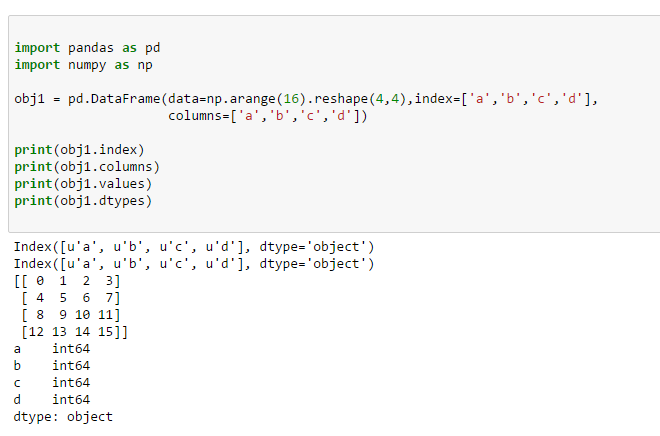 import pandas as pd
import numpy as np
obj1 = pd.DataFrame(data=np.arange(16).reshape(4,4),index=['a','b','c','d'],
                    columns=['a','b','c','d'])
print(obj1.index)
print(obj1.columns)
print(obj1.values)
print(obj1.dtypes)
Index([u'a', u'b', u'c', u'd'], dtype='object')
Index([u'a', u'b', u'c', u'd'], dtype='object')
[[ 0  1  2  3]
 [ 4  5  6  7]
 [ 8  9 10 11]
 [12 13 14 15]]
a    int64
b    int64
c    int64
d    int64
dtype: object